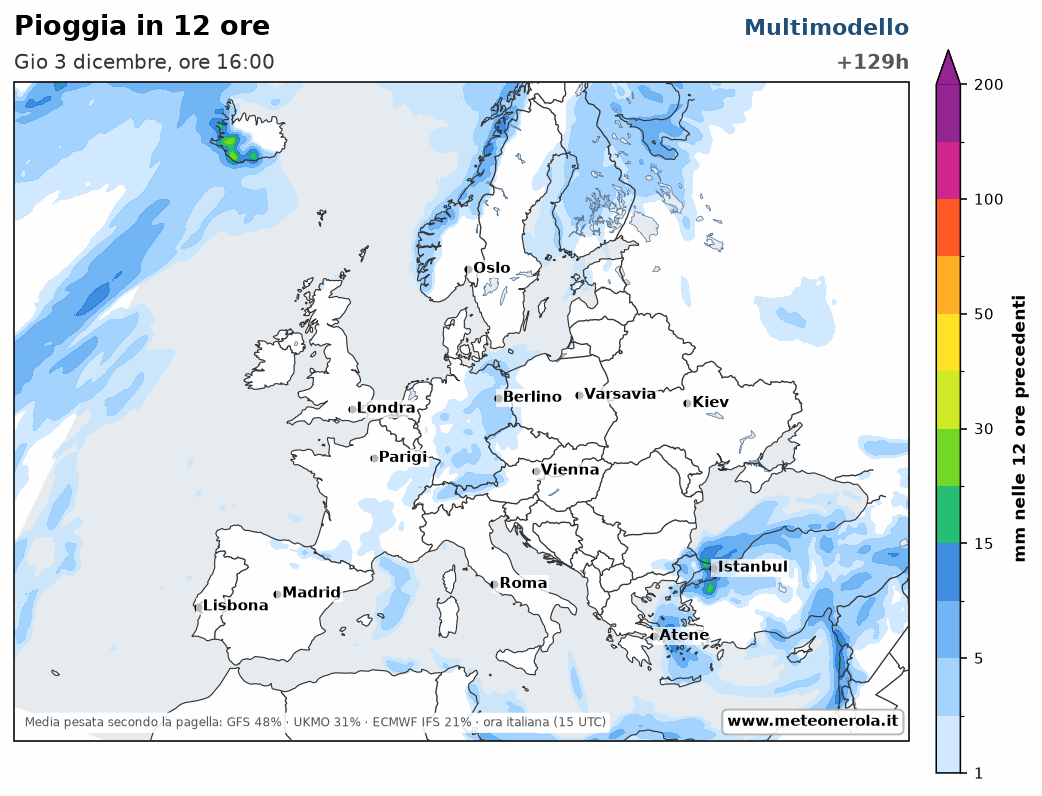 Pioggia in 12 ore
Multimodello
Gio 3 dicembre, ore 16:00
+129h
200
100
50
30
15
5
1
mm nelle 12 ore precedenti
Oslo
Berlino
Varsavia
Kiev
Londra
Parigi
Vienna
Istanbul
Roma
Madrid
Lisbona
Atene
Media pesata secondo la pagella: GFS 48% · UKMO 31% · ECMWF IFS 21% · ora italiana (15 UTC)
www.meteonerola.it